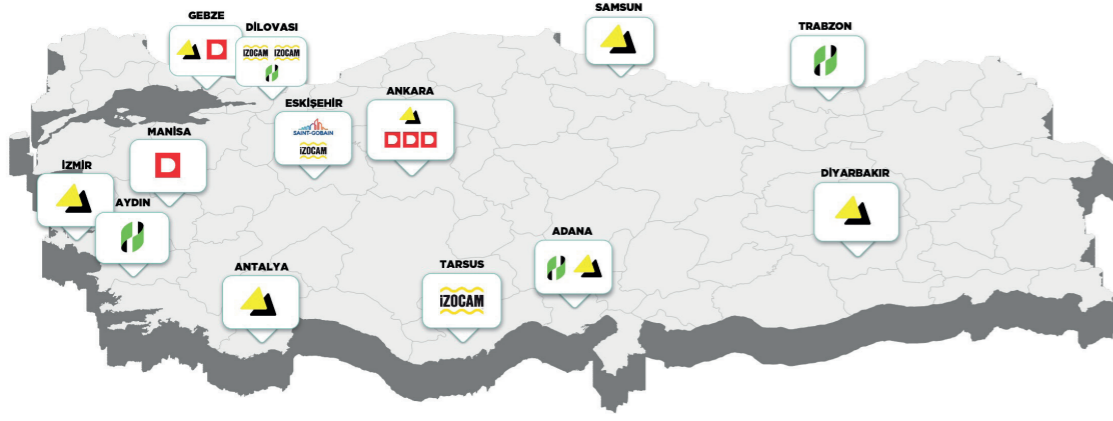 GEBZE
DİLOVASI
İZOCAM İZOCAM
SAMSUN
TRABZON
ESKİŞEHİR
SAINT-GOBAIN
İZOCAM
ANKARA
MANİSA
İZMİR
AYDIN
DİYARBAKIR
ANTALYA
TARSUS
İZOCAM
ADANA